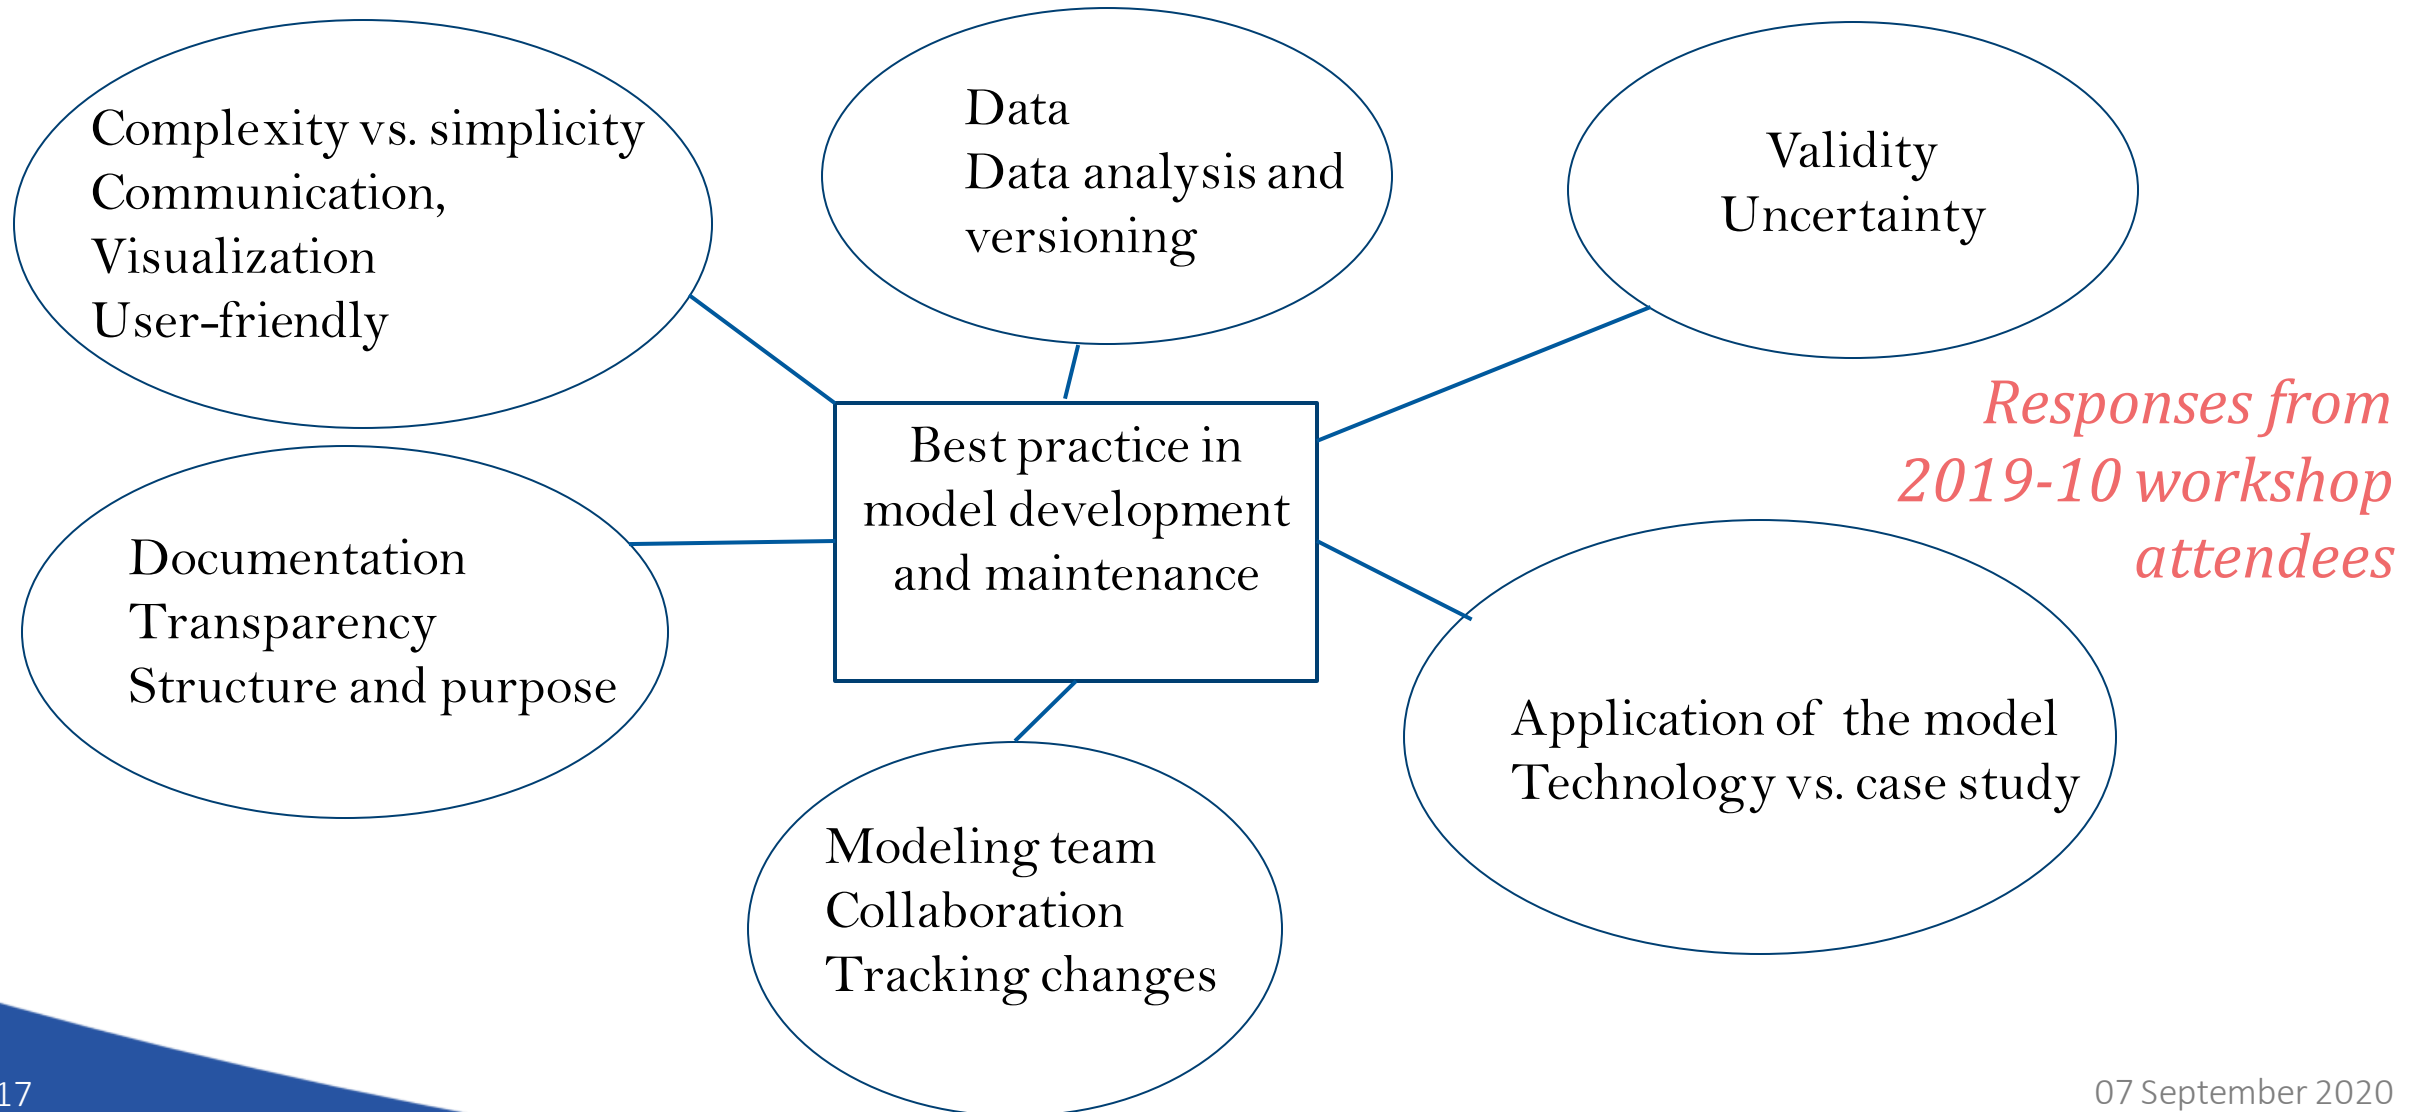 Complexity vs. simplicity
Communication,
Visualization
User-friendly
Data
Data analysis and
versioning
Validity
Uncertainty
Responses from
2019-10 workshop
attendees
Best practice in
model development
and maintenance
Documentation
Transparency
Structure and purpose
Application of  the model
Technology vs. case study
Modeling team
Collaboration
Tracking changes
17
07 September 2020